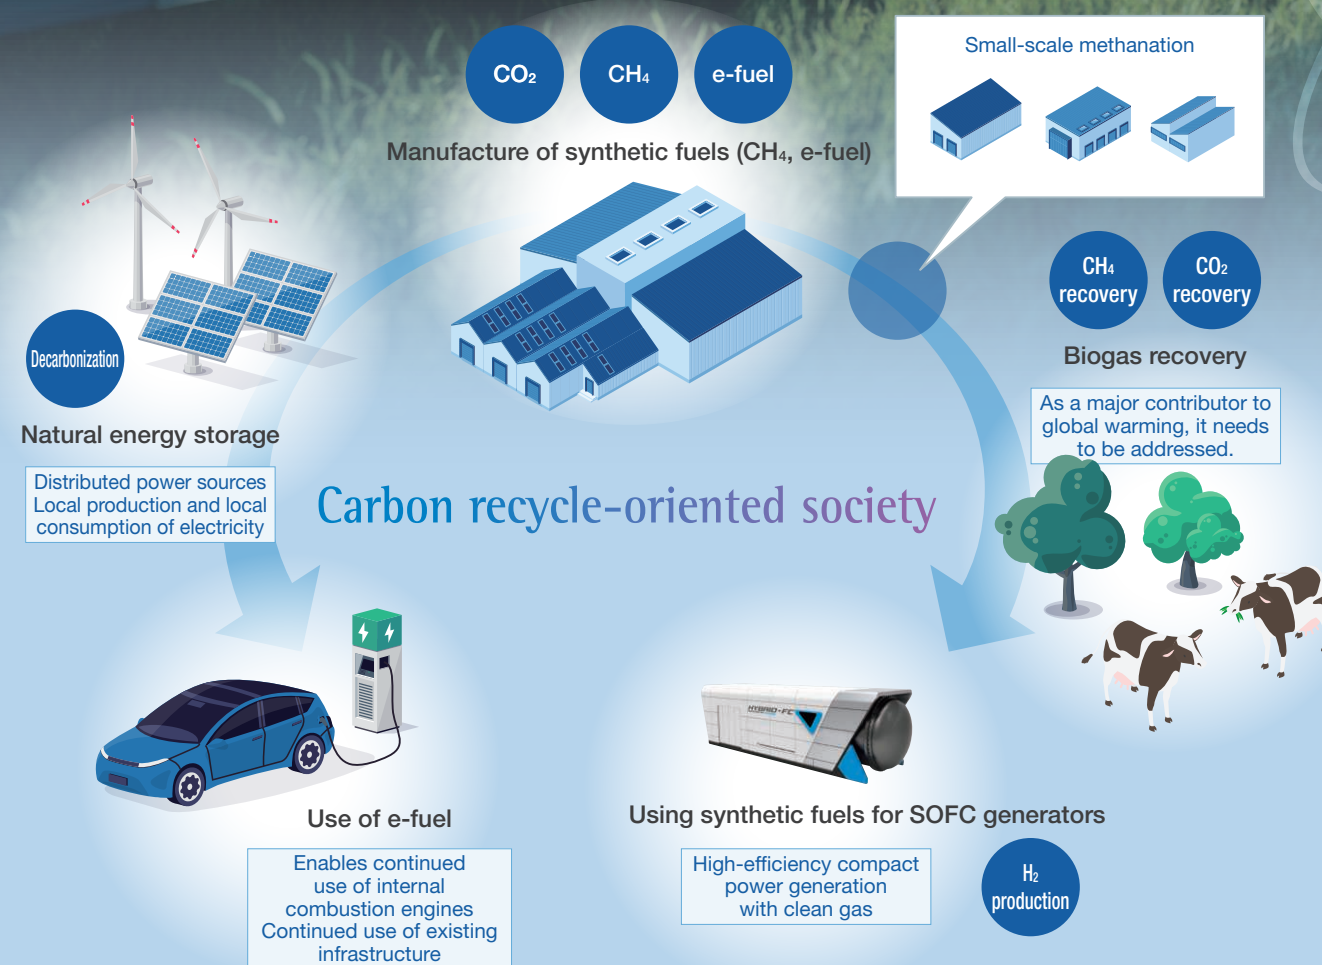 CO₂
CH₄
e-fuel
Manufacture of synthetic fuels (CH₄, e-fuel)
Small-scale methanation
Decarbonization
Natural energy storage
Distributed power sources
Local production and local
consumption of electricity
CH₄
recovery
CO₂
recovery
Biogas recovery
As a major contributor to
global warming, it needs
to be addressed.
Carbon recycle-oriented society
Use of e-fuel
Enables continued
use of internal
combustion engines
Continued use of existing
infrastructure
HYBRID-FC
Using synthetic fuels for SOFC generators
High-efficiency compact
power generation
with clean gas
H₂
production